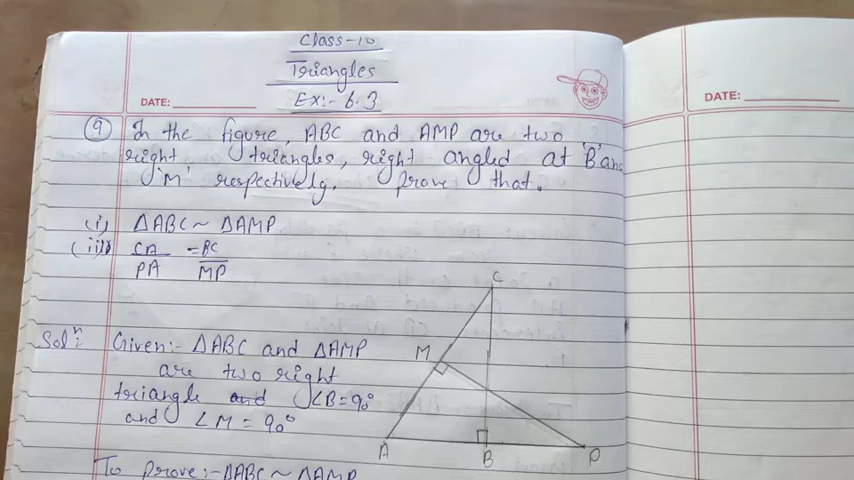 Class-10
Triangles
Ex:- 6.3
DATE:
DATE:
9 In the figure, ABC and AMP are two
right triangles, right angled at 'B' and
'M' respectively. prove that.
(i) ΔABC ~ ΔAMP
(ii) CA = BC
PA MP
C
Solⁿ: Given:- ΔABC and ΔAMP
M
are two right
triangle and ∠B=90°
and ∠M = 90°
A B P
To prove:- ΔABC ~ ΔAMP